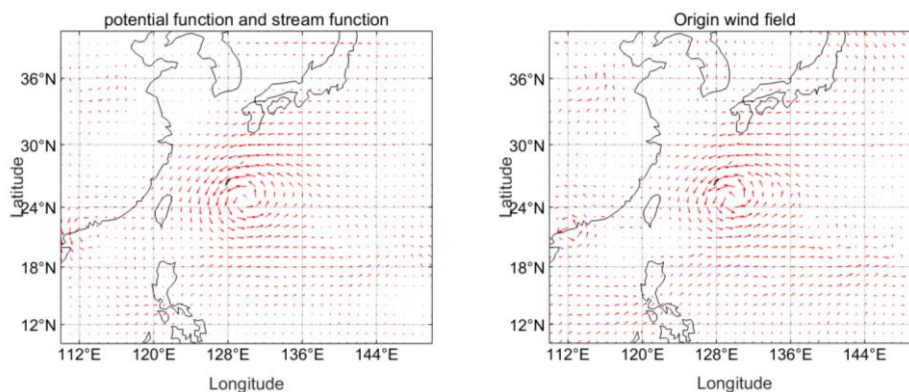 potential function and stream function
36°N
30°N
24°N
18°N
12°N
Latitude
112°E 120°E 128°E 136°E 144°E
Longitude
Origin wind field
36°N
30°N
24°N
18°N
12°N
Latitude
112°E 120°E 128°E 136°E 144°E
Longitude